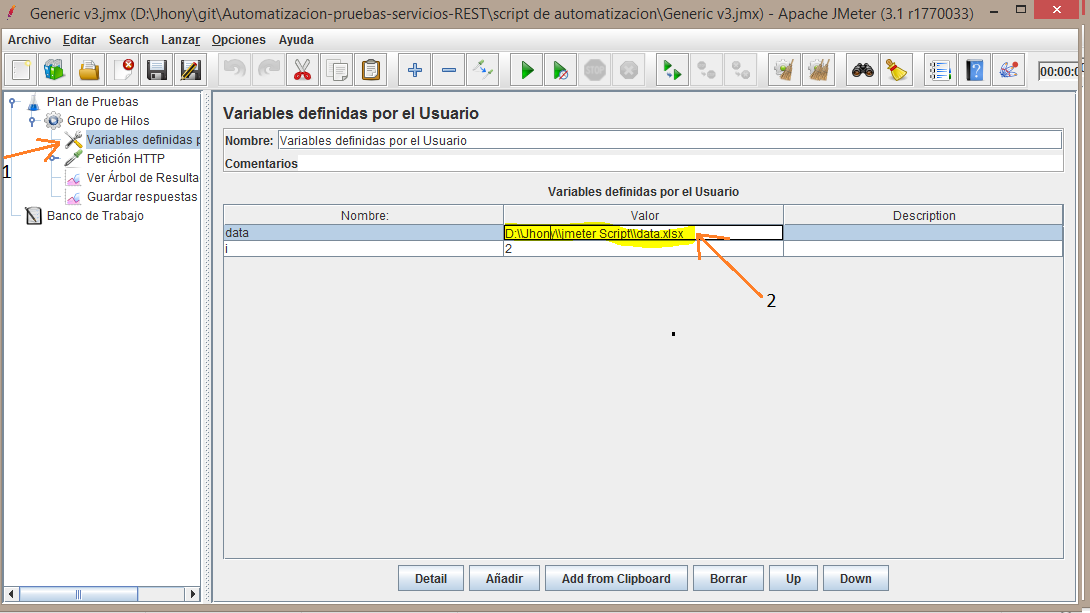 Generic v3.jmx (D:\Jhony\git\Automatizacion-pruebas-servicios-REST\script de automatizacion\Generic v3.jmx) - Apache JMeter (3.1 r1770033)
Archivo Editar Search Lanzar Opciones Ayuda
STOP
00:00:0
Plan de Pruebas
Grupo de Hilos
Variables definidas p
Petición HTTP
Ver Árbol de Resulta
Guardar respuestas
Banco de Trabajo
1
Variables definidas por el Usuario
Nombre: Variables definidas por el Usuario
Comentarios
Variables definidas por el Usuario
Nombre: Valor Description
data D:\\Jhony\\jmeter Script\\data.xlsx
i 2
2
Detail Añadir Add from Clipboard Borrar Up Down